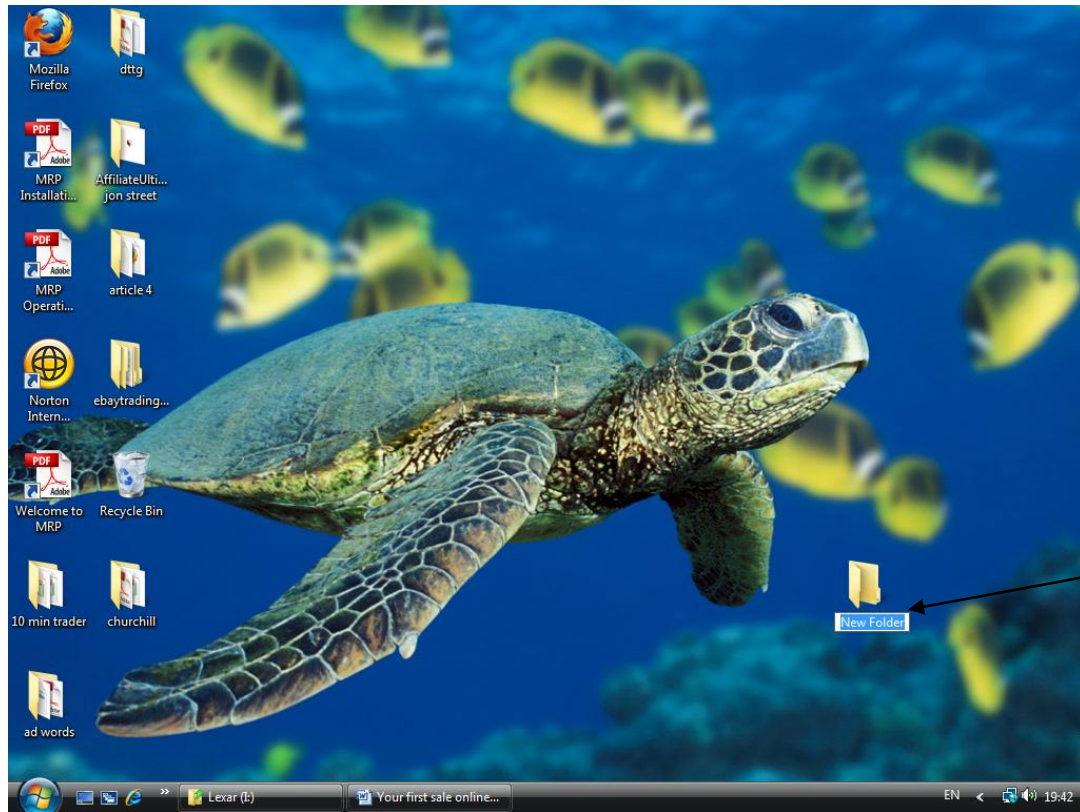 Mozilla
Firefox
dttg
PDF
Adobe
MRP
Installati...
AffiliateUlti...
jon street
PDF
Adobe
MRP
Operati...
article 4
Norton
Intern...
ebaytrading...
PDF
Adobe
Welcome to
MRP
Recycle Bin
10 min trader
churchill
New Folder
ad words
Lexar (I:)
Your first sale online...
EN
19:42